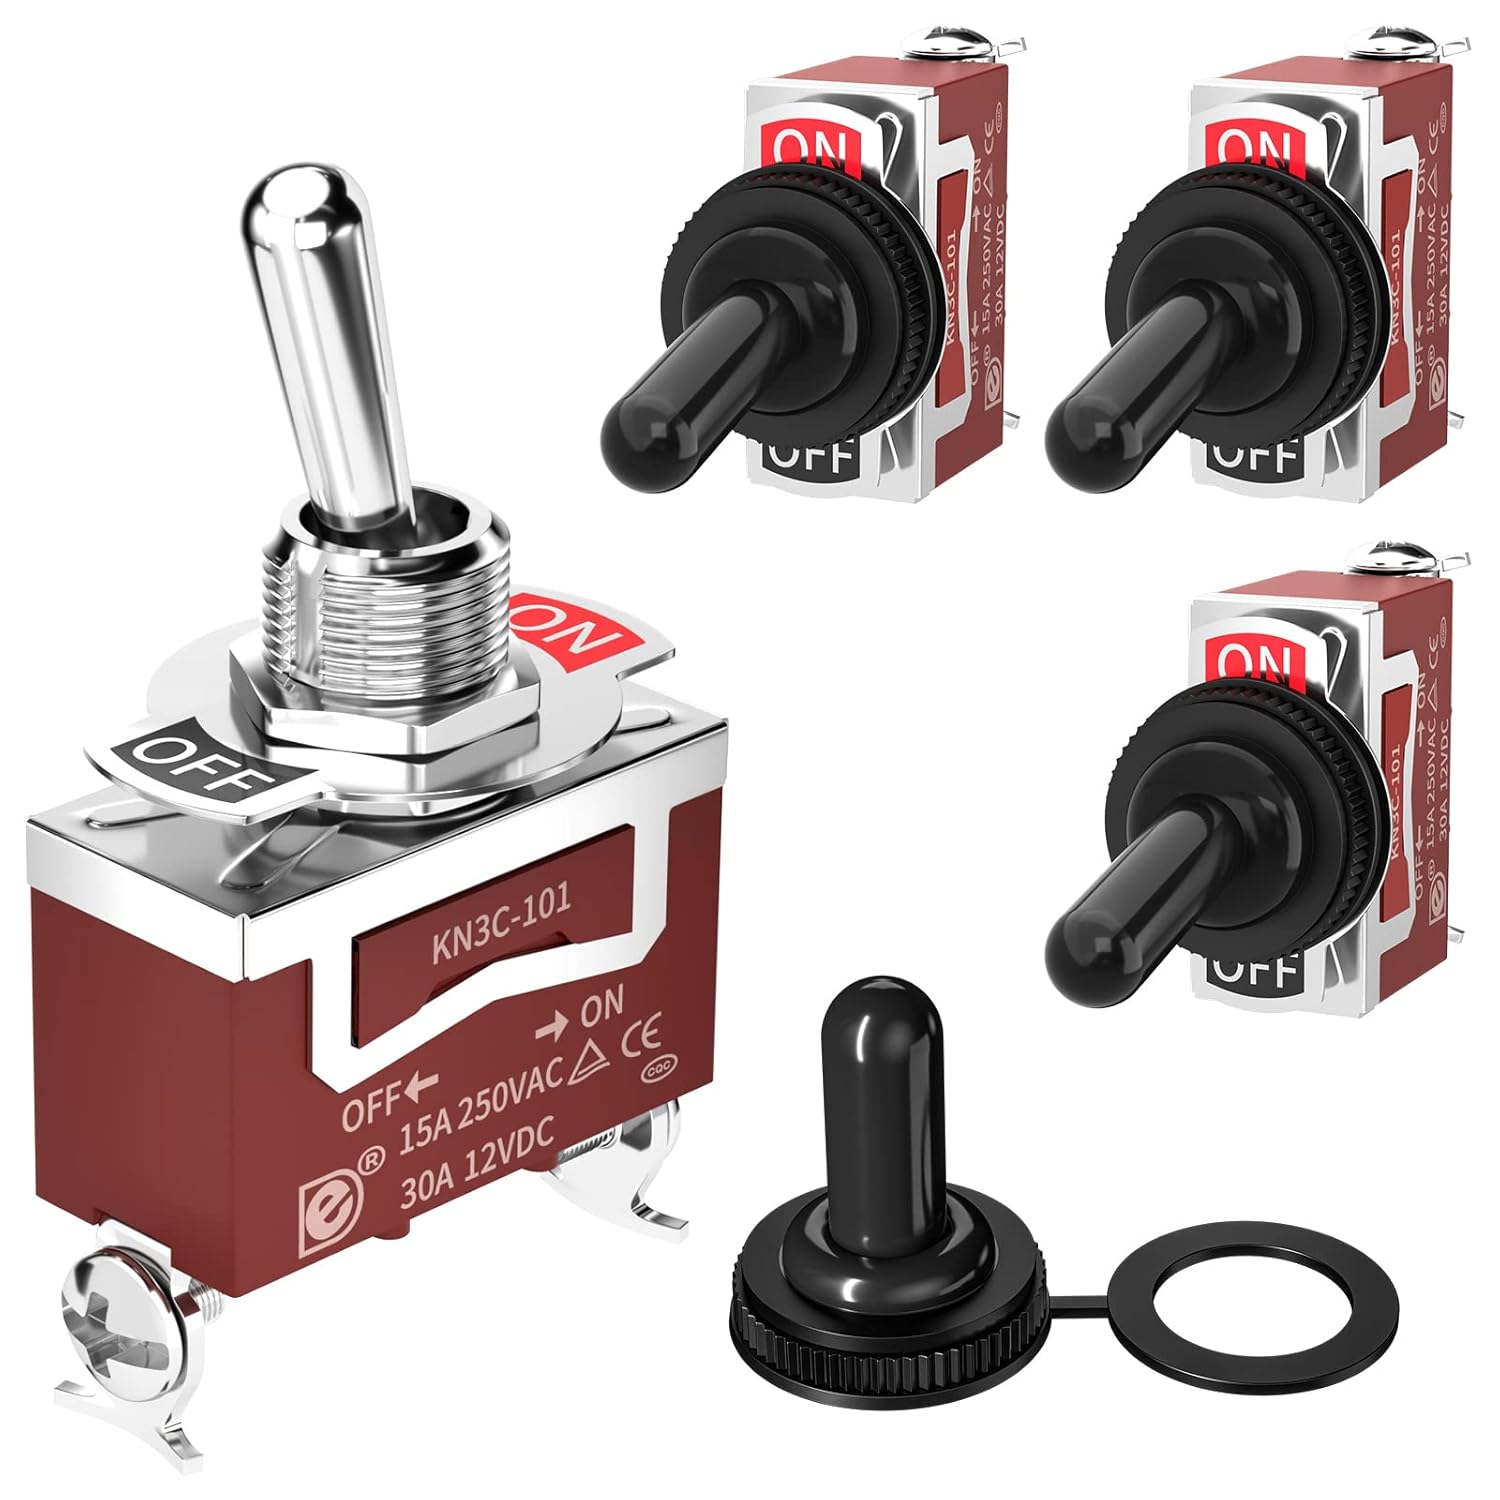 ON
OFF
KN3C-101
→ ON
OFF←
15A 250VAC CE
CQC
e® 30A 12VDC
ON
OFF
KN3C-101
OFF← → ON
15A 250VAC CE
30A 12VDC
e®
ON
OFF
KN3C-101
OFF← → ON
15A 250VAC CE
30A 12VDC
e®
ON
OFF
KN3C-101
OFF← → ON
15A 250VAC CE
30A 12VDC
e®